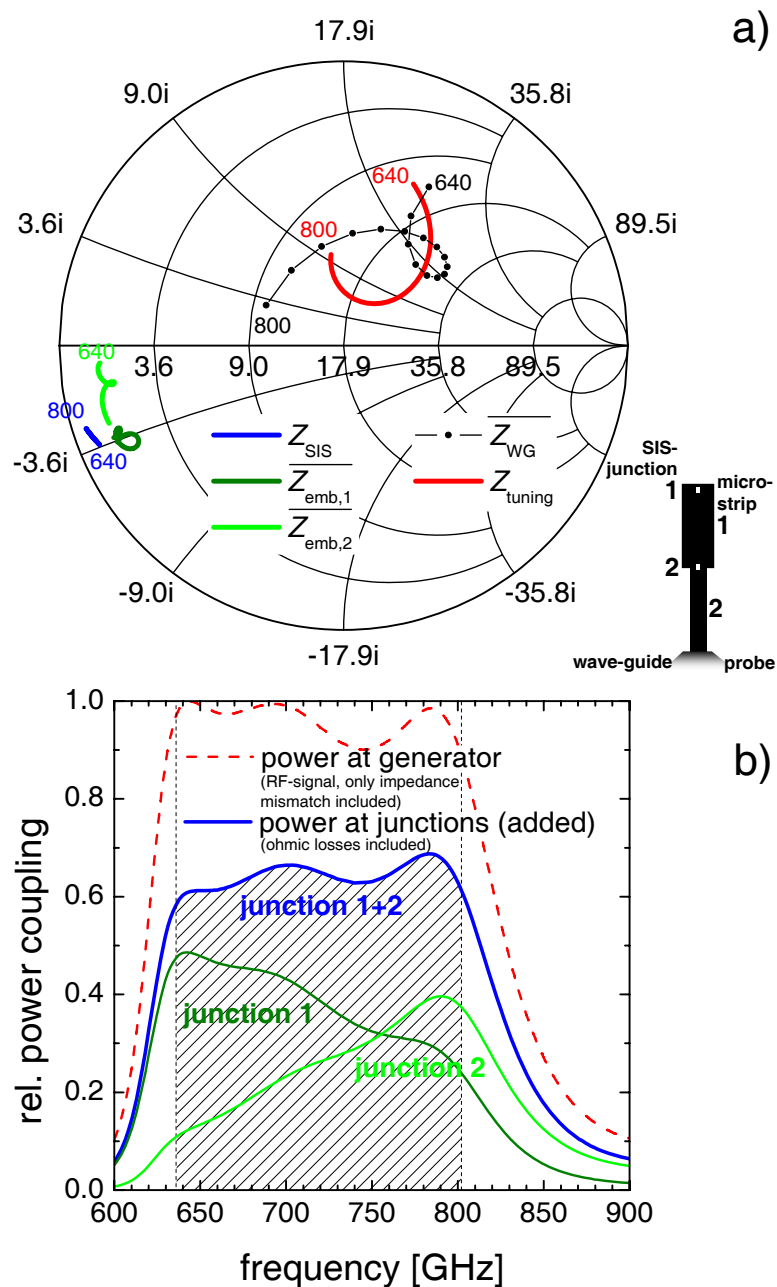 a)
17.9i
9.0i
35.8i
640
640
3.6i
800
89.5i
800
3.6 9.0 17.9 35.8 89.5
640
800
-3.6i
640
Z_SIS
Z_WG
Z_emb,1
Z_tuning
Z_emb,2
SIS-
junction
1
micro-
strip
1
2
2
-9.0i
-35.8i
-17.9i
wave-guide
probe
b)
1.0
0.8
0.6
0.4
0.2
0.0
rel. power coupling
power at generator
(RF-signal, only impedance
mismatch included)
power at junctions (added)
(ohmic losses included)
junction 1+2
junction 1
junction 2
600 650 700 750 800 850 900
frequency [GHz]